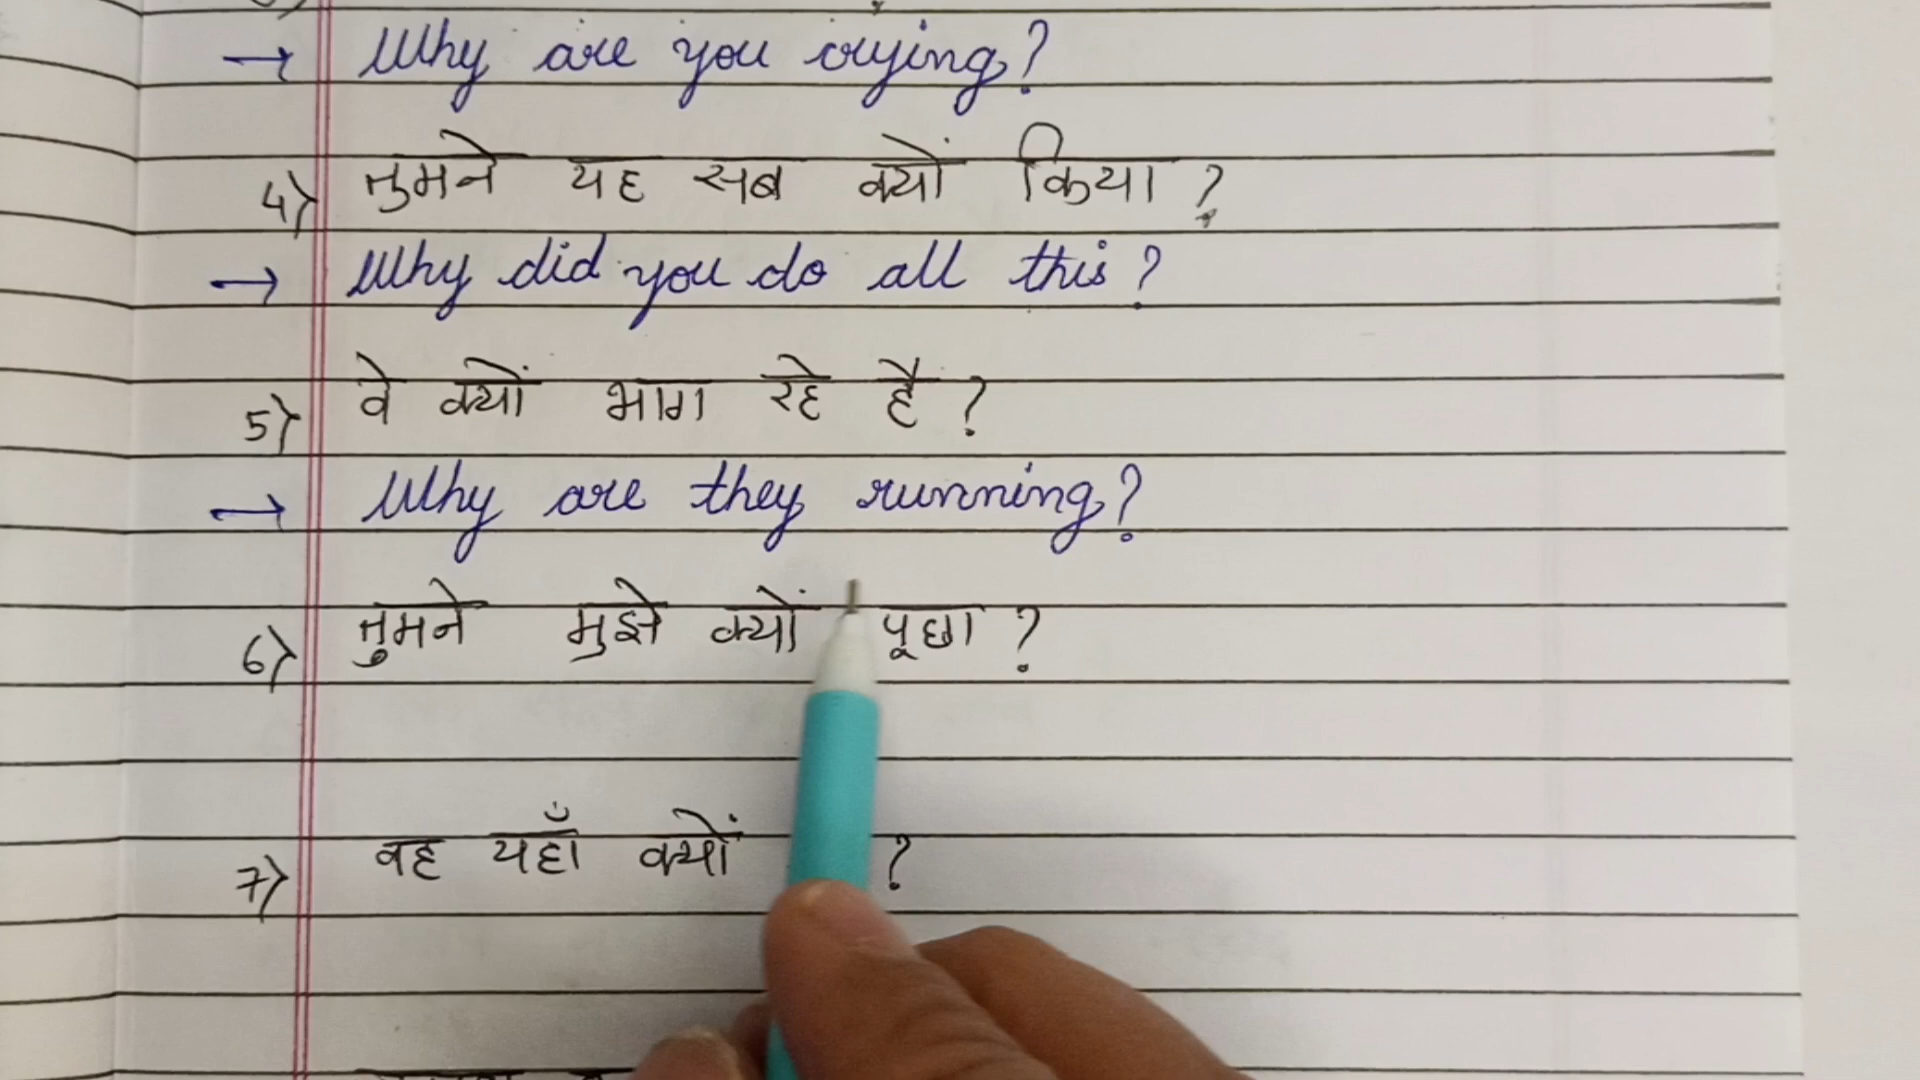 → Why are you crying?
4) तुमने यह सब क्यों किया ?
→ Why did you do all this?
5) वे क्यों भाग रहे है ?
→ Why are they running?
6) तुमने मुझे क्यों पूछा ?
7) वह यहाँ क्यों ?